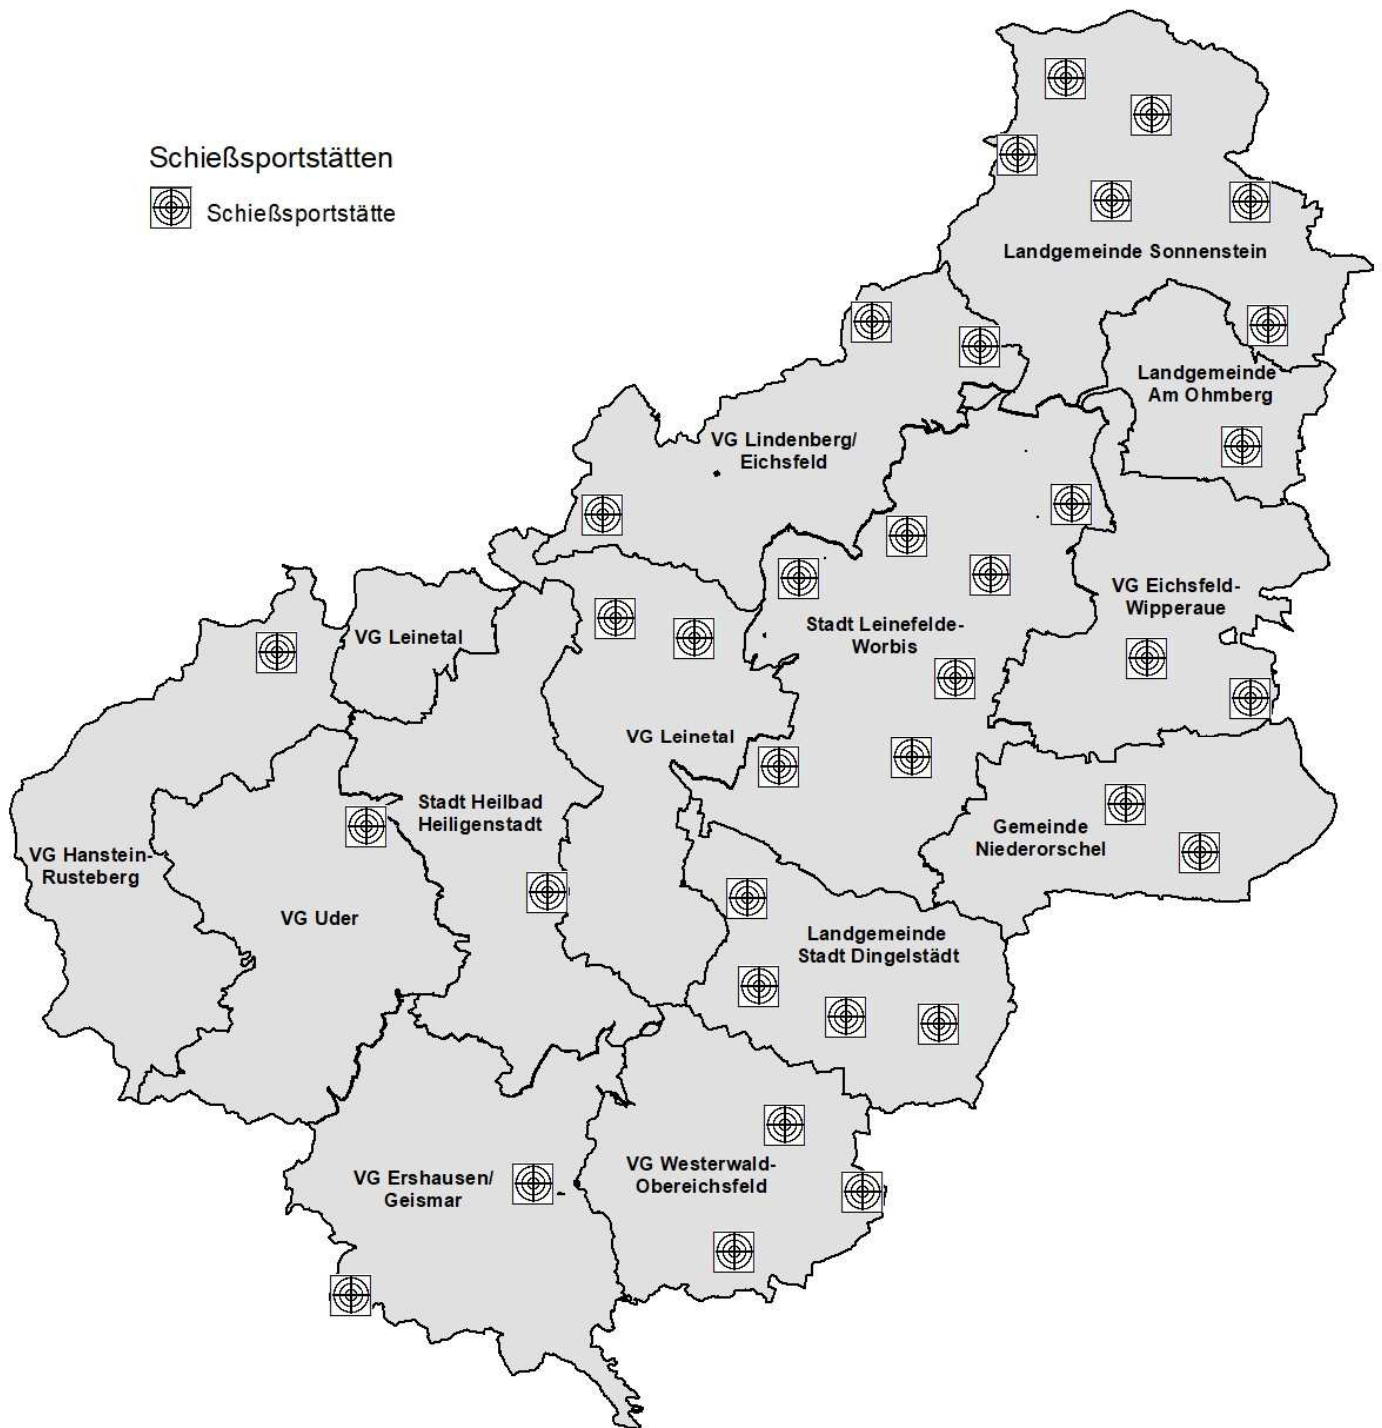 Schießsportstätten
Schießsportstätte
Landgemeinde Sonnenstein
Landgemeinde
Am Ohmberg
VG Lindenberg/
Eichsfeld
VG Eichsfeld-
Wipperaue
Stadt Leinefelde-
Worbis
VG Leinetal
VG Leinetal
Stadt Heilbad
Heiligenstadt
Gemeinde
Niederorschel
VG Hanstein-
Rusteberg
VG Uder
Landgemeinde
Stadt Dingelstädt
VG Ershausen/
Geismar
VG Westerwald-
Obereichsfeld